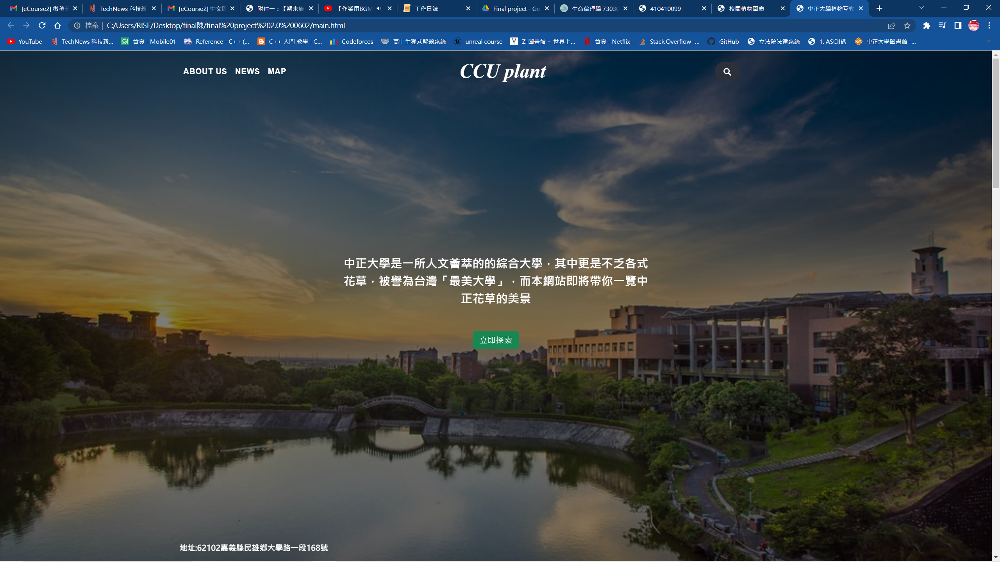 [eCourse2] 微積分
TechNews 科技新
[eCourse2] 中文閱
附件一：【期末施
【作業用BGM
工作日誌
Final project - Go
生命倫理學 73030
410410099
校園植物圖庫
中正大學植物互動
檔案 | C:/Users/RISE/Desktop/final陳/final%20project%202.0%200602/main.html
YouTube
TechNews 科技新...
首頁 - Mobile01
Reference - C++ (...
C++ 入門 教學 - C...
Codeforces
高中生程式解題系統
unreal course
Z-圖書館。 世界上...
首頁 - Netflix
Stack Overflow -...
GitHub
立法院法律系統
1. ASCII碼
中正大學圖書館 -...
ABOUT US NEWS MAP
CCU plant
中正大學是一所人文薈萃的的綜合大學，其中更是不乏各式
花草，被譽為台灣「最美大學」，而本網站即將帶你一覽中
正花草的美景
立即探索
地址:62102嘉義縣民雄鄉大學路一段168號